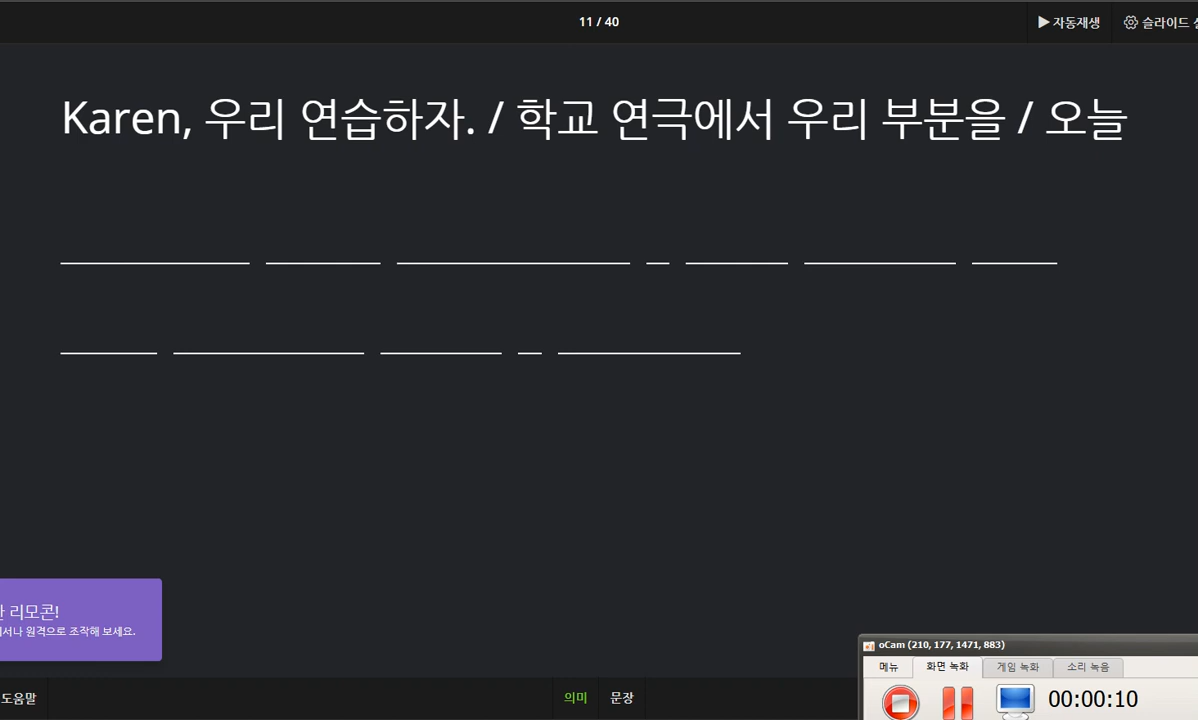 11 / 40
▶ 자동재생
슬라이드
Karen, 우리 연습하자. / 학교 연극에서 우리 부분을 / 오늘
리모콘!
원격으로 조작해 보세요.
oCam (210, 177, 1471, 883)
메뉴 화면 녹화 게임 녹화 소리 녹음
도움말
의미
문장
00:00:10